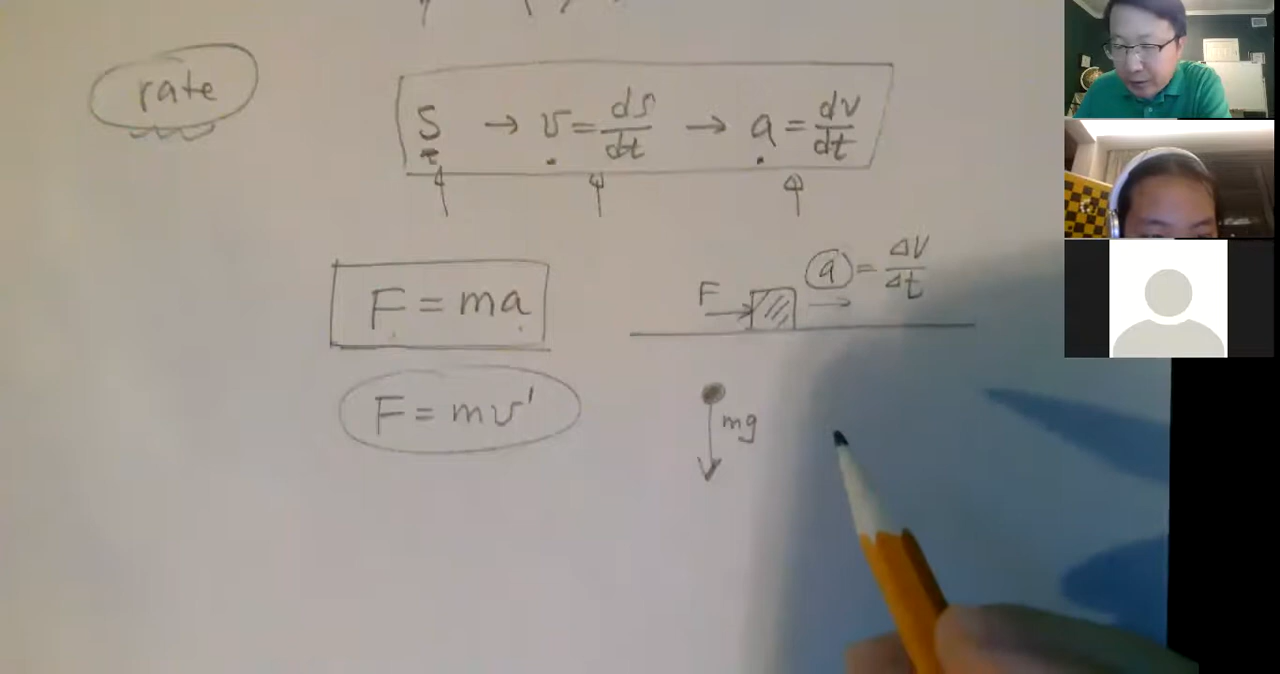 rate
S → v = ds/dt → a = dv/dt
F = ma
F
a = Δv/Δt
F = mv'
mg